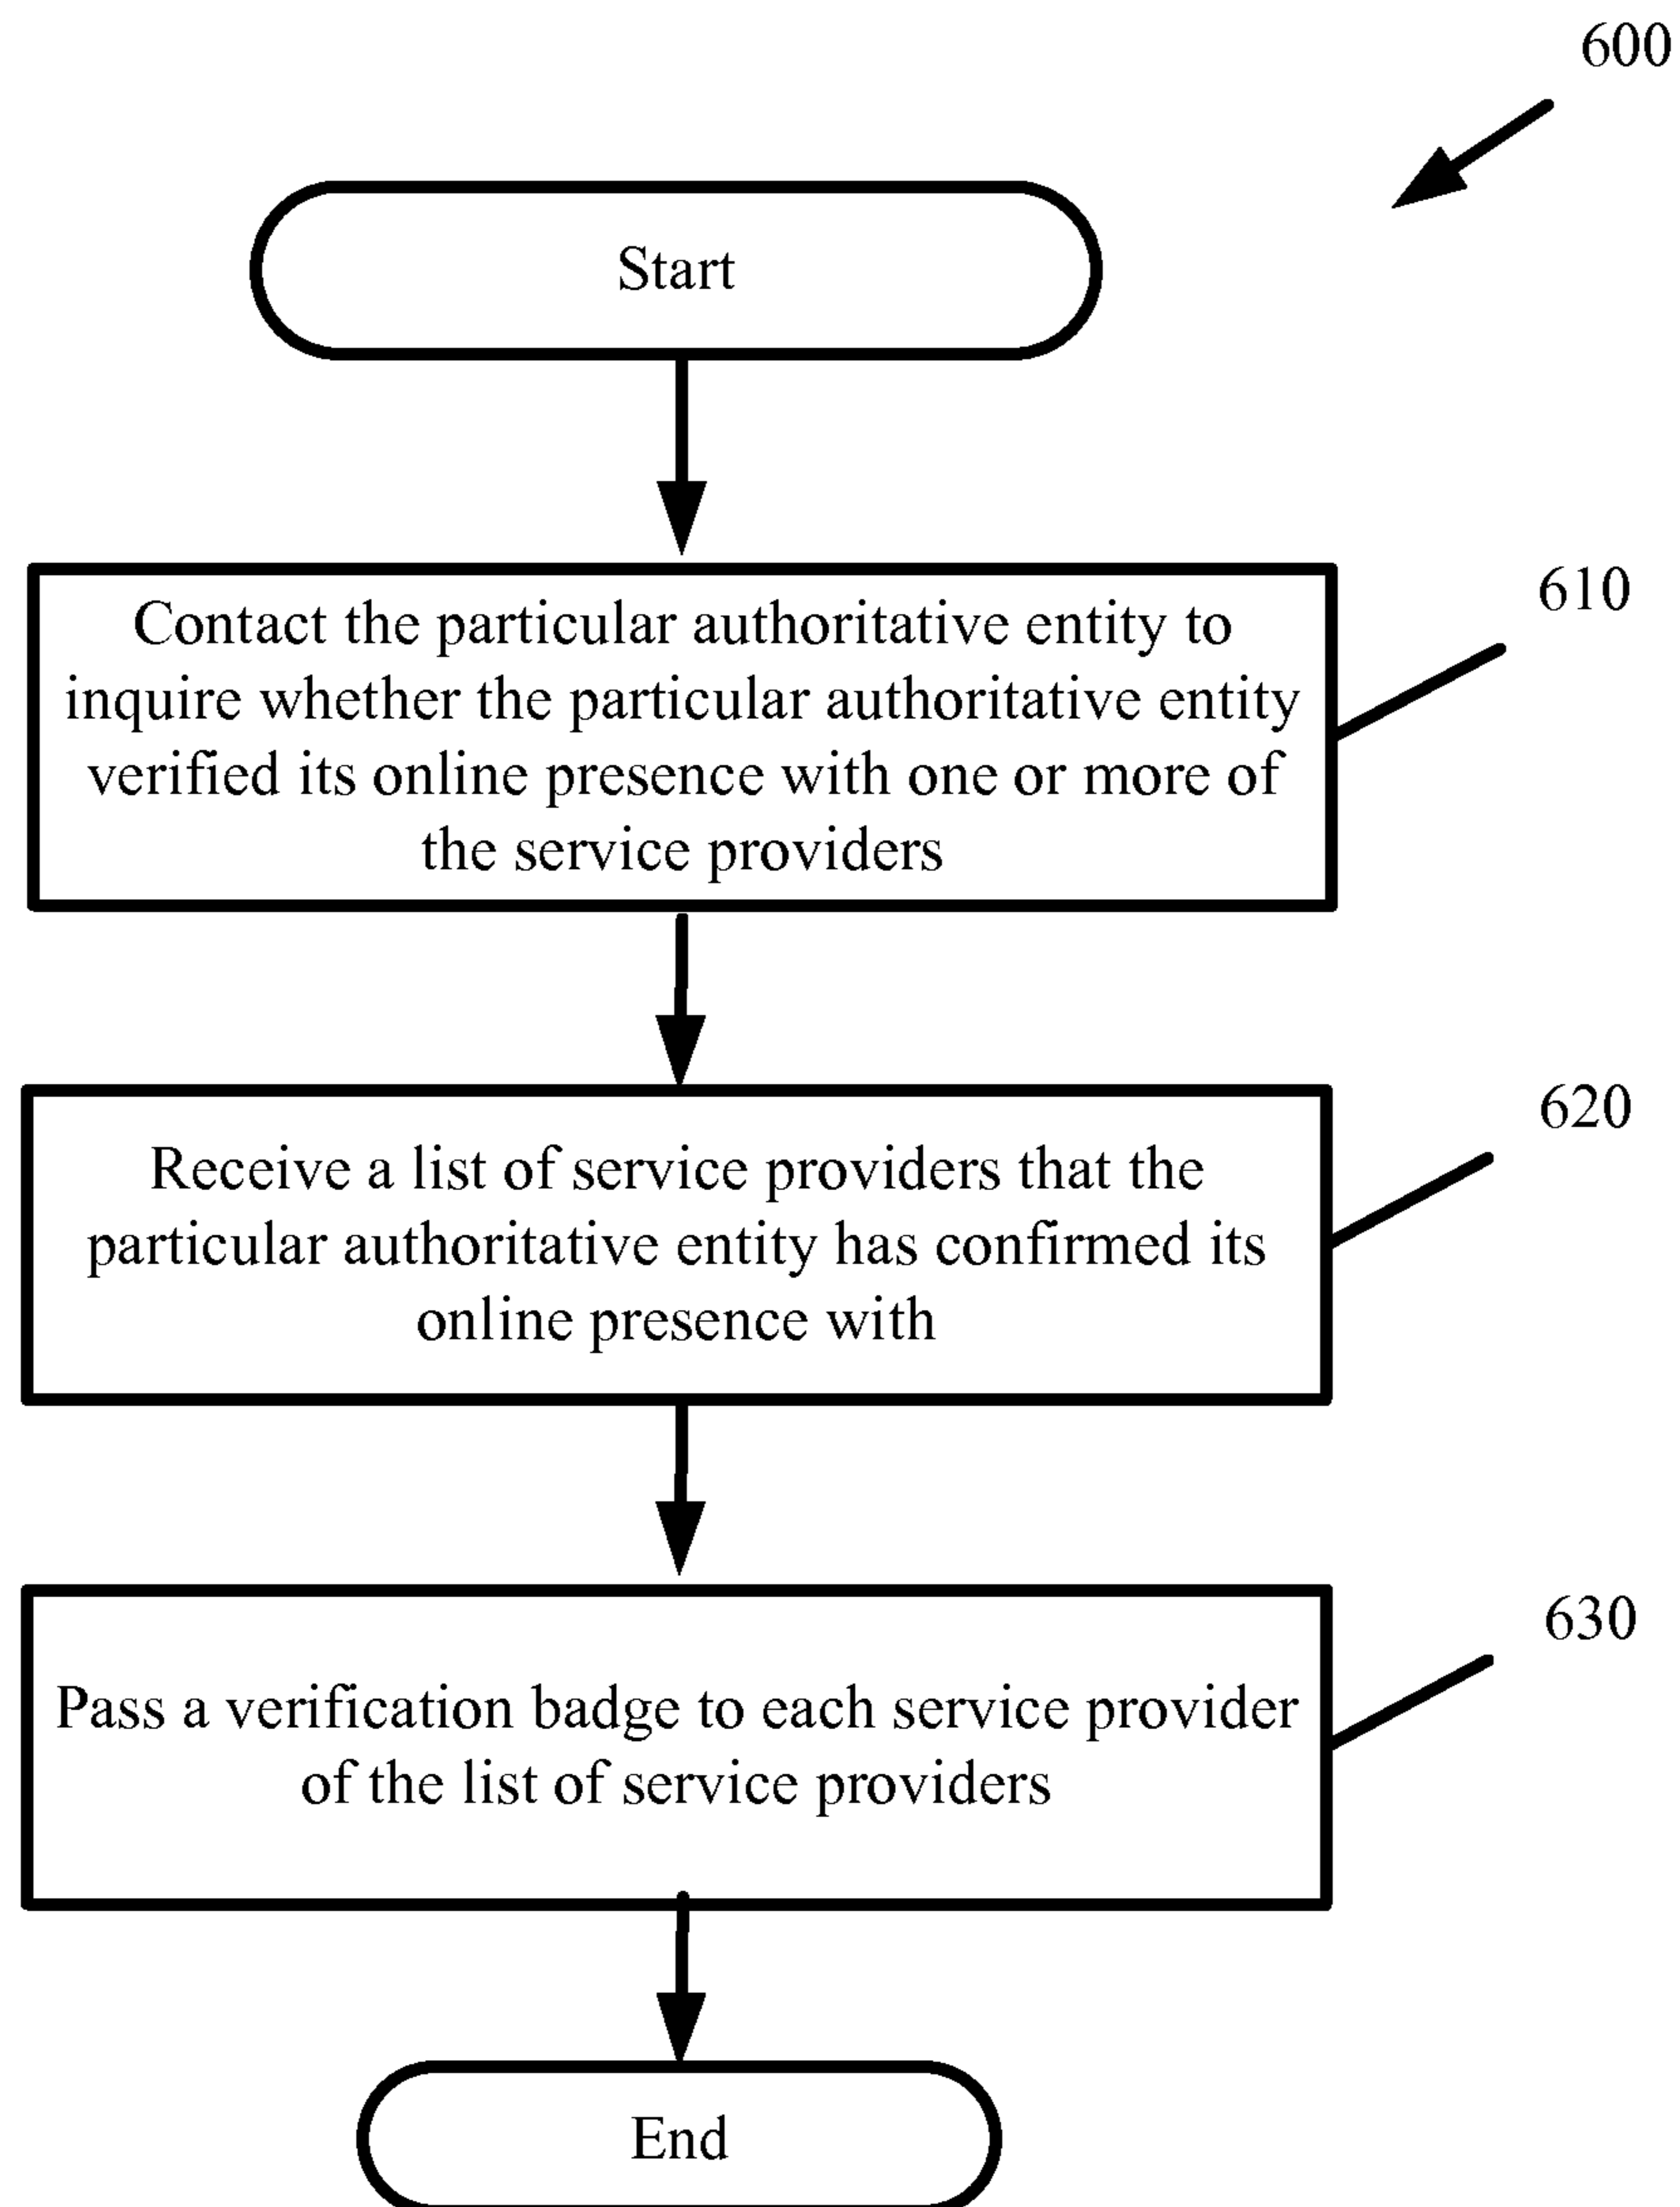 600
Start
610
Contact the particular authoritative entity to
inquire whether the particular authoritative entity
verified its online presence with one or more of
the service providers
620
Receive a list of service providers that the
particular authoritative entity has confirmed its
online presence with
630
Pass a verification badge to each service provider
of the list of service providers
End